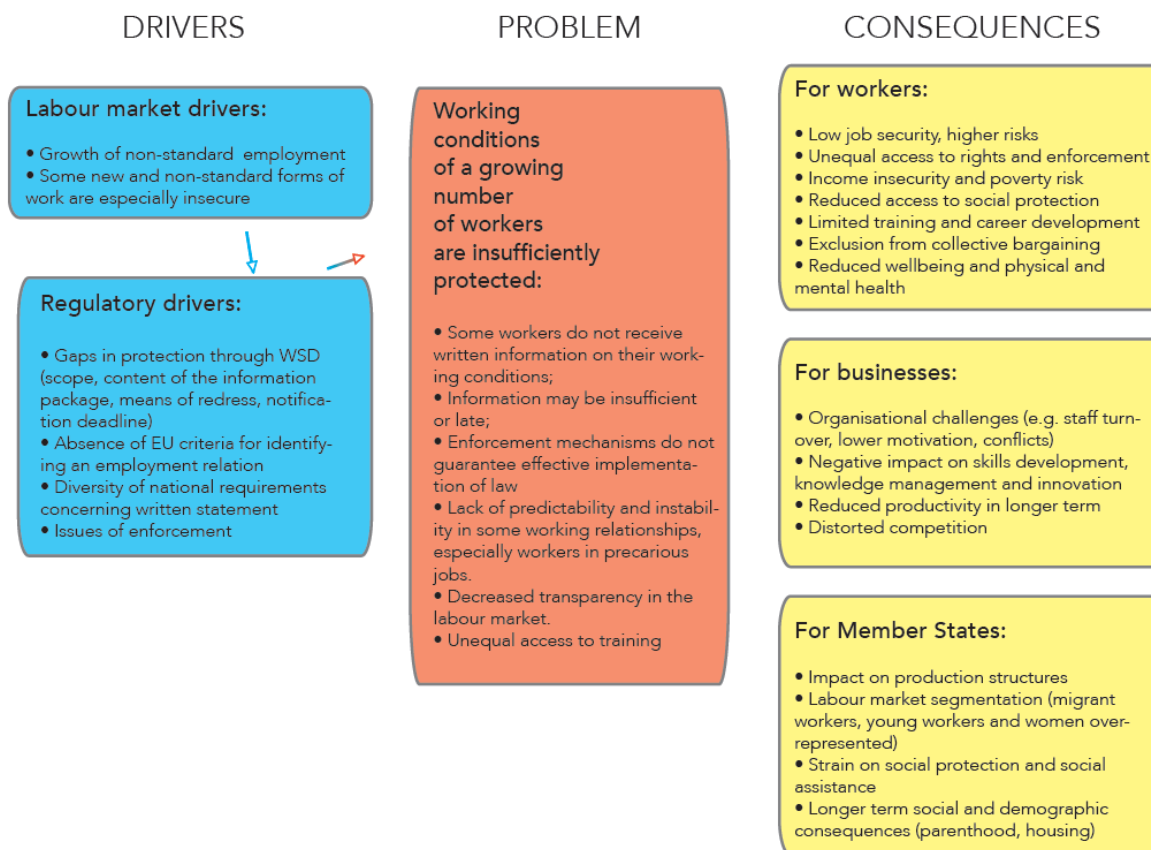 DRIVERS
Labour market drivers:
• Growth of non-standard employment
• Some new and non-standard forms of
work are especially insecure
Regulatory drivers:
• Gaps in protection through WSD
(scope, content of the information
package, means of redress, notifica-
tion deadline)
• Absence of EU criteria for identify-
ing an employment relation
• Diversity of national requirements
concerning written statement
• Issues of enforcement
PROBLEM
Working
conditions
of a growing
number
of workers
are insufficiently
protected:
• Some workers do not receive
written information on their work-
ing conditions;
• Information may be insufficient
or late;
• Enforcement mechanisms do not
guarantee effective implementa-
tion of law
• Lack of predictability and instabil-
ity in some working relationships,
especially workers in precarious
jobs.
• Decreased transparency in the
labour market.
• Unequal access to training
CONSEQUENCES
For workers:
• Low job security, higher risks
• Unequal access to rights and enforcement
• Income insecurity and poverty risk
• Reduced access to social protection
• Limited training and career development
• Exclusion from collective bargaining
• Reduced wellbeing and physical and
mental health
For businesses:
• Organisational challenges (e.g. staff turn-
over, lower motivation, conflicts)
• Negative impact on skills development,
knowledge management and innovation
• Reduced productivity in longer term
• Distorted competition
For Member States:
• Impact on production structures
• Labour market segmentation (migrant
workers, young workers and women over-
represented)
• Strain on social protection and social
assistance
• Longer term social and demographic
consequences (parenthood, housing)